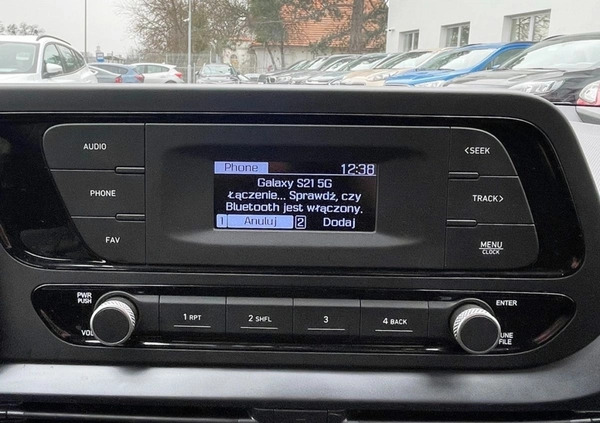 AUDIO
PHONE
FAV
Phone 12:38
Galaxy S21 5G
Łączenie... Sprawdź, czy
Bluetooth jest włączony.
1 Anuluj 2 Dodaj
<SEEK
TRACK>
MENU
CLOCK
PWR
PUSH
VOL
1 RPT
2 SHFL
3
4 BACK
ENTER
TUNE
FILE